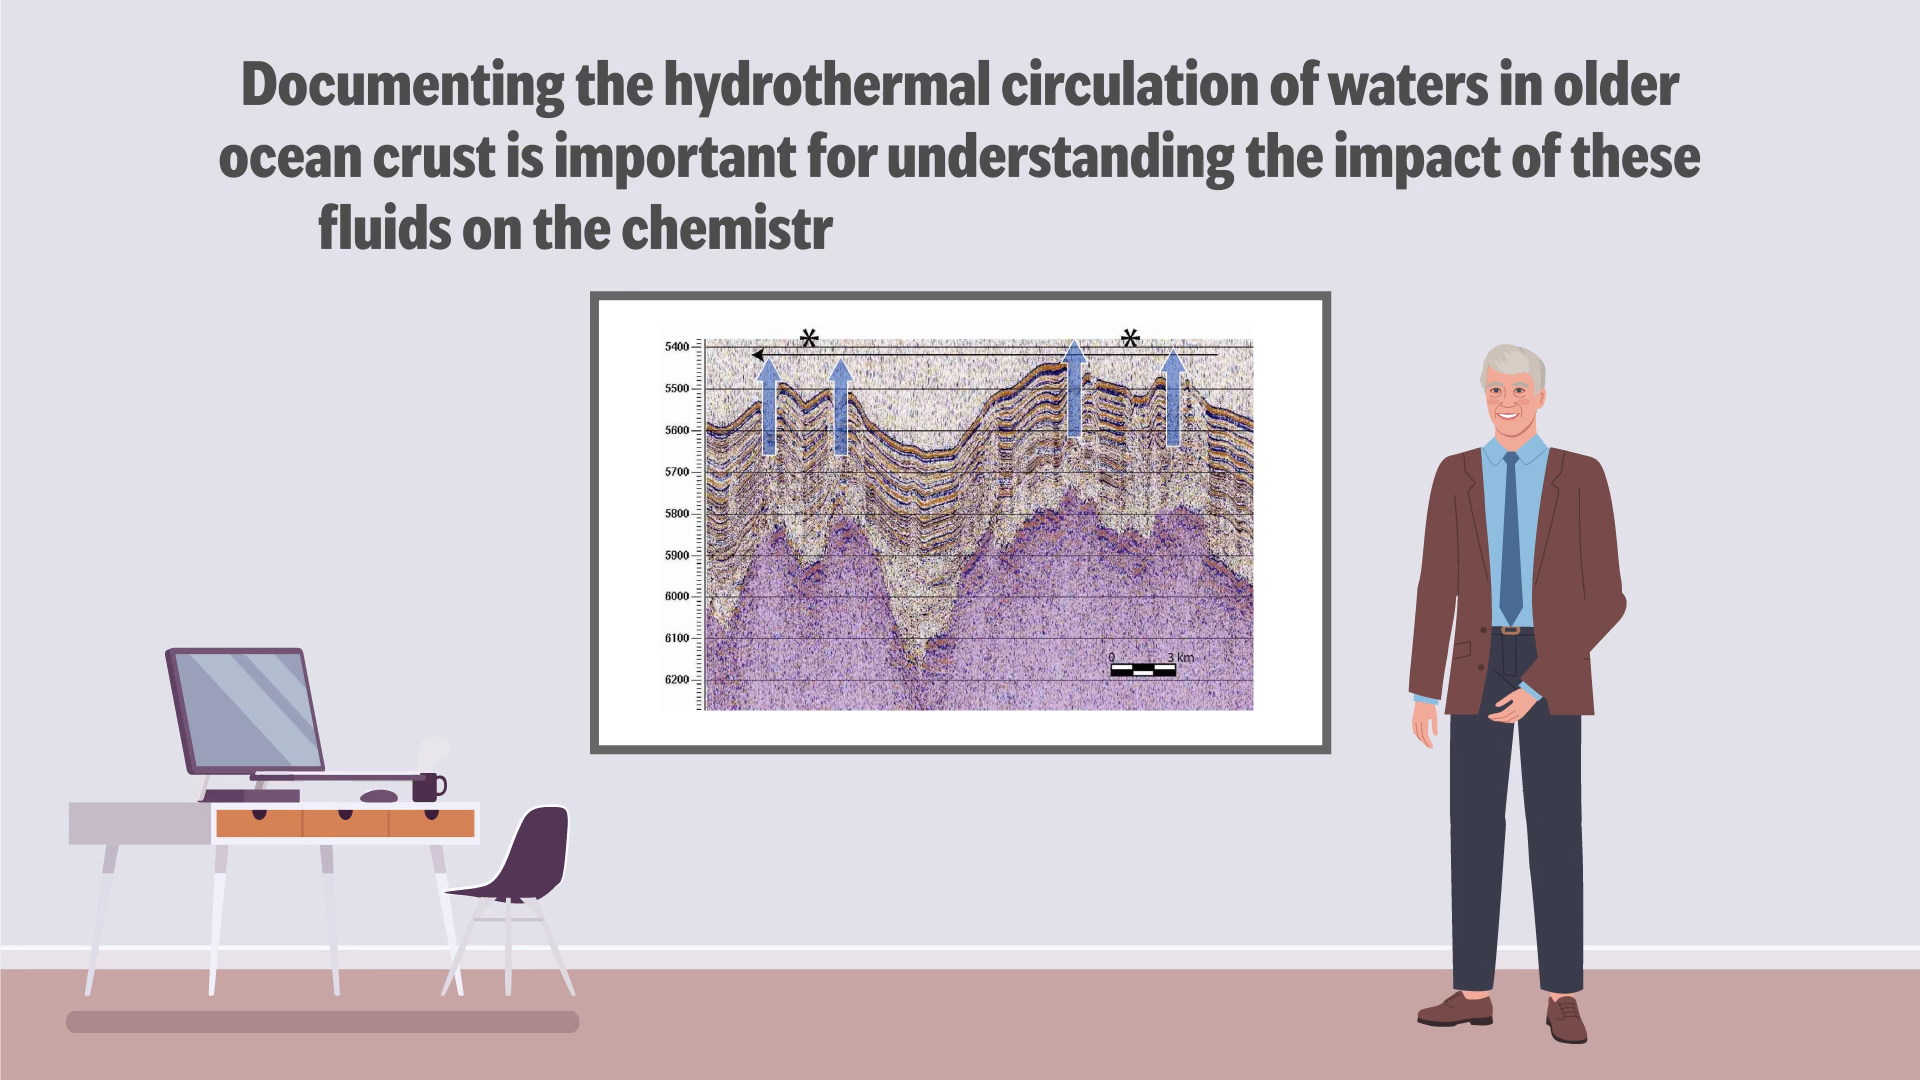 Documenting the hydrothermal circulation of waters in older
ocean crust is important for understanding the impact of these
fluids on the chemistr
* *
5400
5500
5600
5700
5800
5900
6000
6100
0 3 km
6200